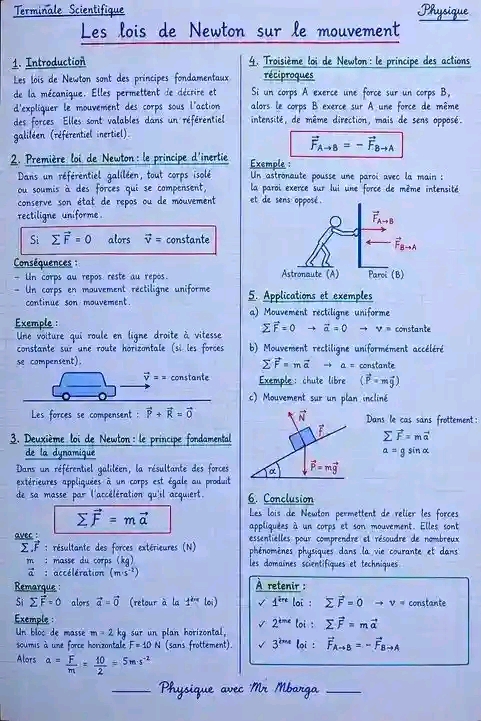 Terminale Scientifique
Physique
Les lois de Newton sur le mouvement
1. Introduction
Les lois de Newton sont des principes fondamentaux
de la mécanique. Elles permettent de décrire et
d'expliquer le mouvement des corps sous l'action
des forces. Elles sont valables dans un référentiel
galiléen (référentiel inertiel).
2. Première loi de Newton : le principe d'inertie
Dans un référentiel galiléen, tout corps isolé
ou soumis à des forces qui se compensent,
conserve son état de repos ou de mouvement
rectiligne uniforme.
Si ∑F⃗ = 0 alors v⃗ = constante
Conséquences :
- Un corps au repos reste au repos.
- Un corps en mouvement rectiligne uniforme
continue son mouvement.
Exemple :
Une voiture qui roule en ligne droite à vitesse
constante sur une route horizontale (si les forces
se compensent).
v⃗ = = constante
Les forces se compensent : P⃗ + R⃗ = 0⃗
3. Deuxième loi de Newton : le principe fondamental
de la dynamique
Dans un référentiel galiléen, la résultante des forces
extérieures appliquées à un corps est égale au produit
de sa masse par l'accélération qu'il acquiert.
∑F⃗ = m a⃗
avec :
∑F⃗ : résultante des forces extérieures (N)
m : masse du corps (kg)
a⃗ : accélération (m·s⁻²)
Remarque :
Si ∑F⃗ = 0 alors a⃗ = 0⃗ (retour à la 1ère loi)
Exemple :
Un bloc de masse m = 2 kg sur un plan horizontal,
soumis à une force horizontale F = 10 N (sans frottement).
Alors a = F/m = 10/2 = 5 m·s⁻²
4. Troisième loi de Newton : le principe des actions
réciproques
Si un corps A exerce une force sur un corps B,
alors le corps B exerce sur A une force de même
intensité, de même direction, mais de sens opposé.
F⃗A→B = - F⃗B→A
Exemple :
Un astronaute pousse une paroi avec la main :
la paroi exerce sur lui une force de même intensité
et de sens opposé.
F⃗A→B
F⃗B→A
Astronaute (A) Paroi (B)
5. Applications et exemples
a) Mouvement rectiligne uniforme
∑F⃗ = 0 → a⃗ = 0 → v = constante
b) Mouvement rectiligne uniformément accéléré
∑F⃗ = m a⃗ → a = constante
Exemple : chute libre (P⃗ = mg⃗)
c) Mouvement sur un plan incliné
N⃗
F⃗
P⃗ = mg⃗
α
Dans le cas sans frottement :
∑F⃗ = m a⃗
a = g sin α
6. Conclusion
Les lois de Newton permettent de relier les forces
appliquées à un corps et son mouvement. Elles sont
essentielles pour comprendre et résoudre de nombreux
phénomènes physiques dans la vie courante et dans
les domaines scientifiques et techniques.
À retenir :
✓ 1ère loi : ∑F⃗ = 0 → v = constante
✓ 2ème loi : ∑F⃗ = m a⃗
✓ 3ème loi : F⃗A→B = - F⃗B→A
Physique avec Mr Mbarga